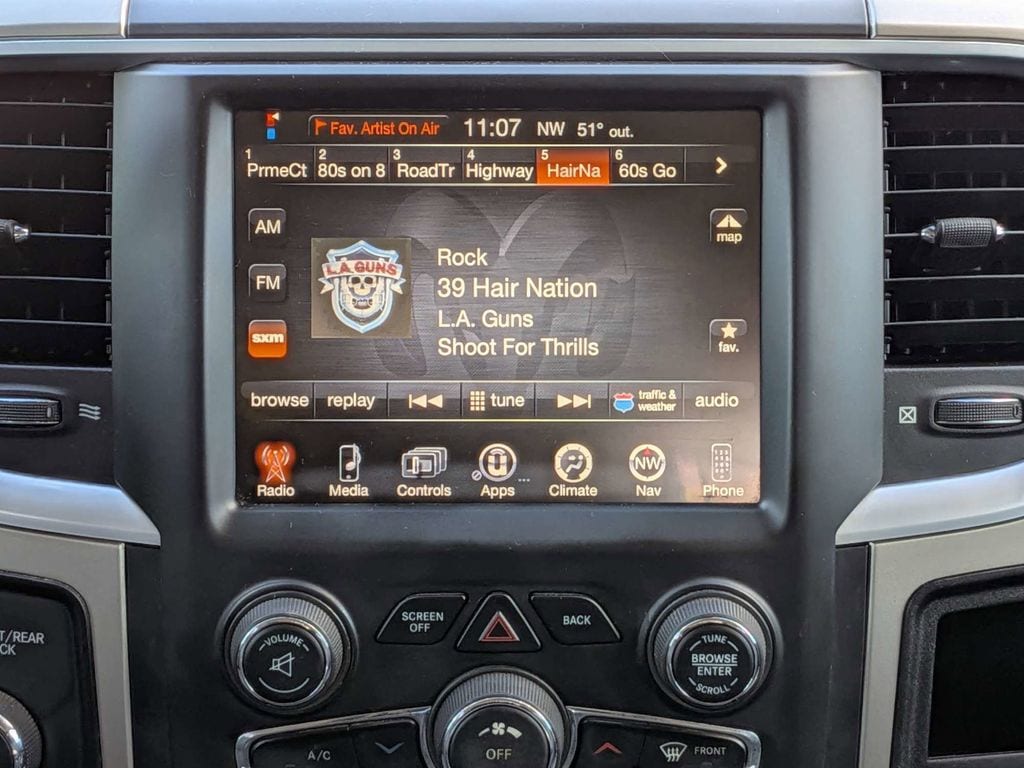 Fav. Artist On Air 11:07 NW 51° out.
1 2 3 4 5 6
PrmeCt 80s on 8 RoadTr Highway HairNa 60s Go
AM
map
L.A. GUNS
Rock
FM
39 Hair Nation
L.A. Guns
sxm
fav.
Shoot For Thrills
browse replay tune traffic &
weather audio
NW
Radio Media Controls Apps Climate Nav Phone
SCREEN
OFF
BACK
VOLUME
TUNE
BROWSE
ENTER
SCROLL
T/REAR
CK
OFF
A/C
FRONT